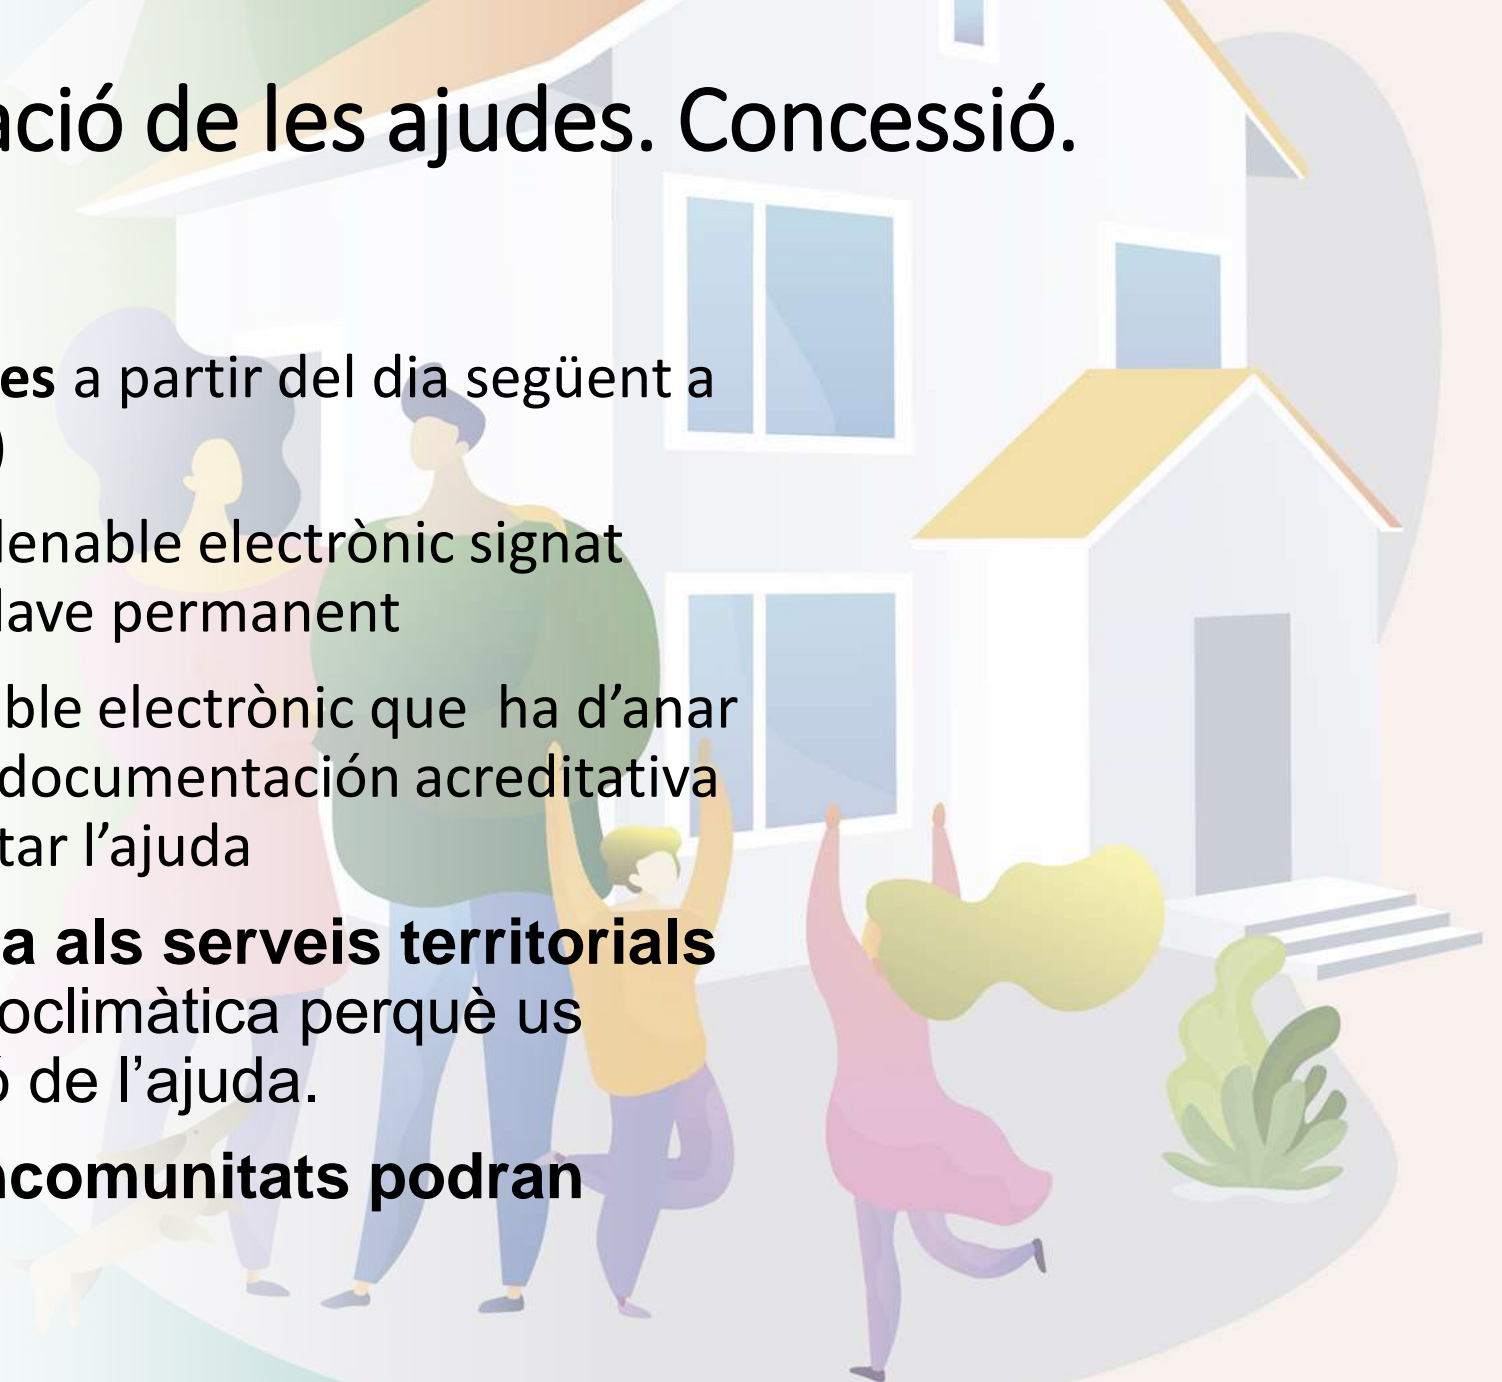 ació de les ajudes. Concessió.
es a partir del dia següent a
)
lenable electrònic signat
lave permanent
ble electrònic que  ha d’anar
documentación acreditativa
tar l’ajuda
a als serveis territorials
oclimàtica perquè us
ó de l’ajuda.
ncomunitats podran